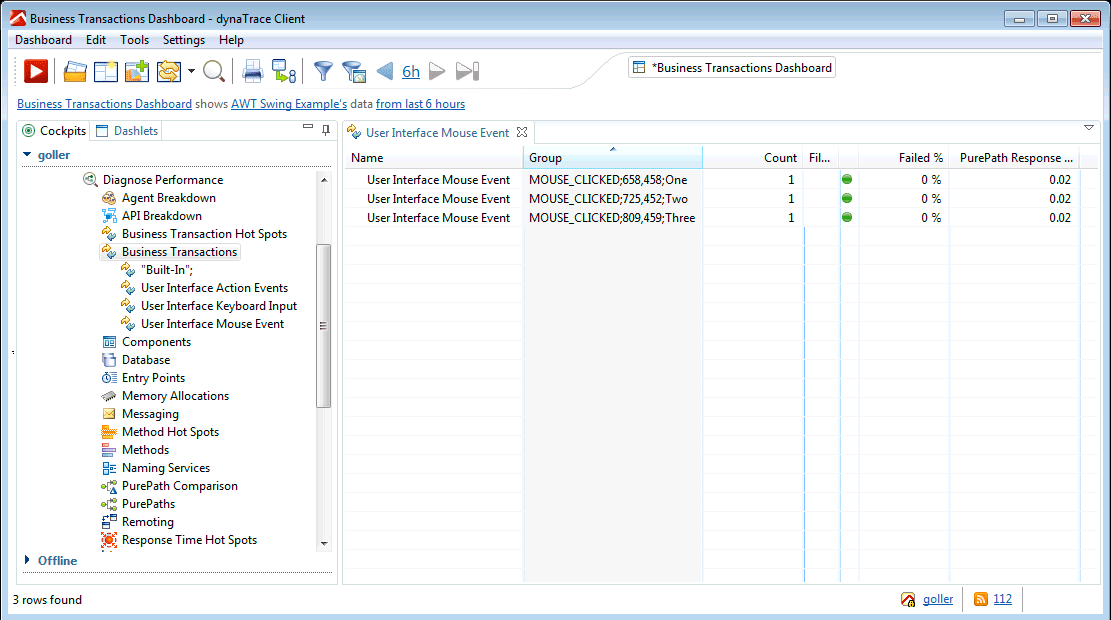 Business Transactions Dashboard - dynaTrace Client
Dashboard Edit Tools Settings Help
6h
*Business Transactions Dashboard
Business Transactions Dashboard shows AWT Swing Example's data from last 6 hours
Cockpits Dashlets
goller
Diagnose Performance
Agent Breakdown
API Breakdown
Business Transaction Hot Spots
Business Transactions
"Built-In";
User Interface Action Events
User Interface Keyboard Input
User Interface Mouse Event
Components
Database
Entry Points
Memory Allocations
Messaging
Method Hot Spots
Methods
Naming Services
PurePath Comparison
PurePaths
Remoting
Response Time Hot Spots
Offline
User Interface Mouse Event
Name Group Count Fil... Failed % PurePath Response ...
User Interface Mouse Event MOUSE_CLICKED;658,458;One 1 0 % 0.02
User Interface Mouse Event MOUSE_CLICKED;725,452;Two 1 0 % 0.02
User Interface Mouse Event MOUSE_CLICKED;809,459;Three 1 0 % 0.02
3 rows found
goller 112